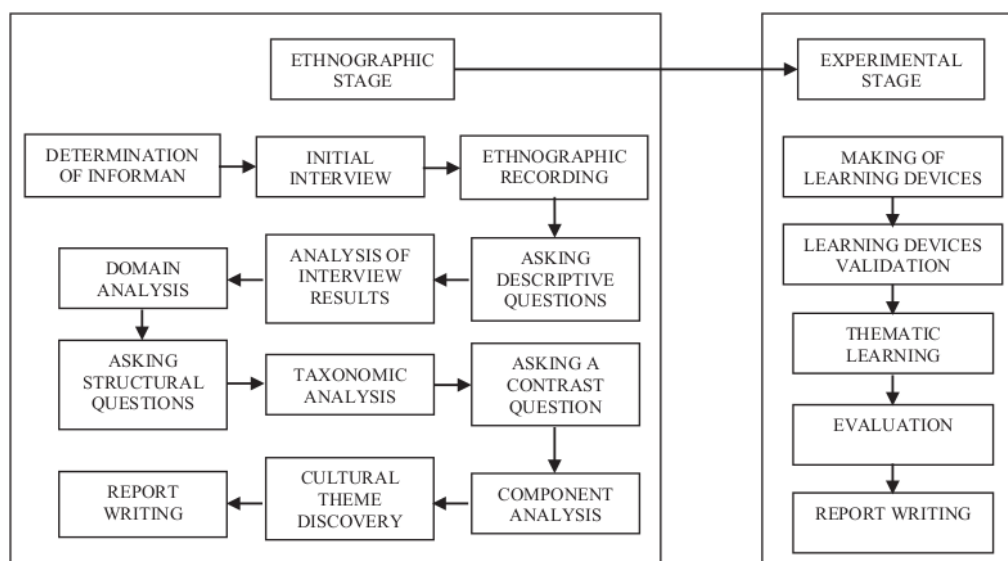 ETHNOGRAPHIC
STAGE
EXPERIMENTAL
STAGE
DETERMINATION
OF INFORMAN
INITIAL
INTERVIEW
ETHNOGRAPHIC
RECORDING
ASKING
DESCRIPTIVE
QUESTIONS
ANALYSIS OF
INTERVIEW
RESULTS
DOMAIN
ANALYSIS
ASKING
STRUCTURAL
QUESTIONS
TAXONOMIC
ANALYSIS
ASKING A
CONTRAST
QUESTION
COMPONENT
ANALYSIS
CULTURAL
THEME
DISCOVERY
REPORT
WRITING
MAKING OF
LEARNING DEVICES
LEARNING DEVICES
VALIDATION
THEMATIC
LEARNING
EVALUATION
REPORT WRITING